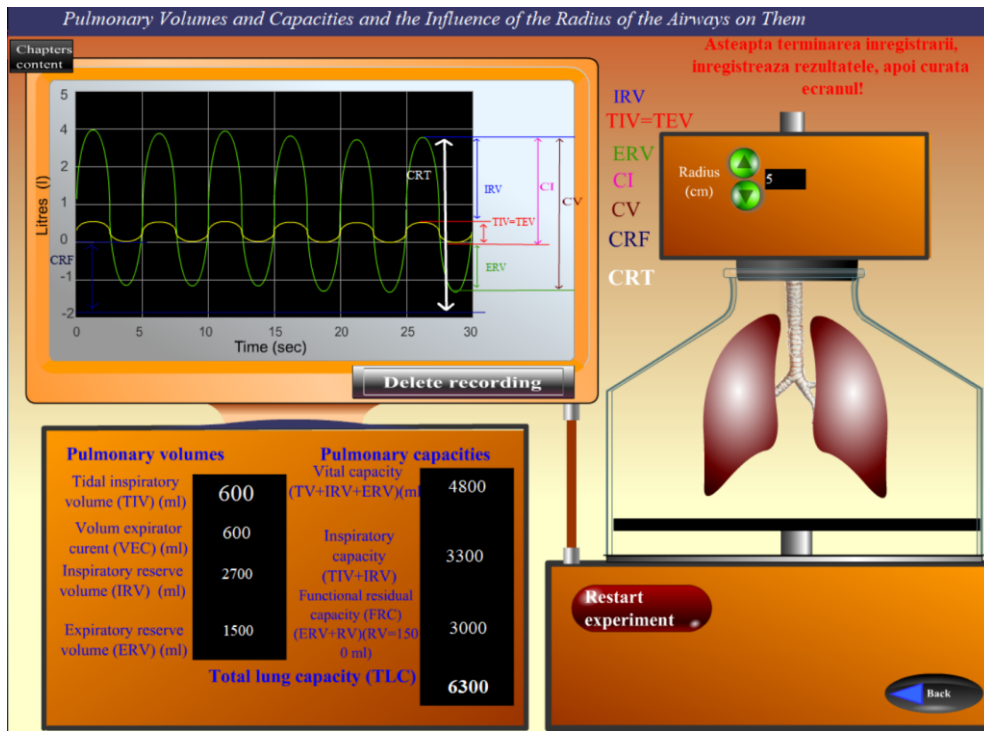 Pulmonary Volumes and Capacities and the Influence of the Radius of the Airways on Them
Chapters
content
Asteapta terminarea inregistrarii,
inregistreaza rezultatele, apoi curata
ecranul!
5
4
2
1
0
-1
-2
Litres (l)
0
5
10
15
20
25
30
Time (sec)
CRF
CRT
IRV
TIV=TEV
ERV
CI
CV
IRV
TIV=TEV
ERV
CI
CV
CRF
CRT
Radius
(cm)
5
Delete recording
Pulmonary volumes
Tidal inspiratory
volume (TIV) (ml)
600
Volum expirator
curent (VEC) (ml)
600
Inspiratory reserve
volume (IRV) (ml)
2700
Expiratory reserve
volume (ERV) (ml)
1500
Pulmonary capacities
Vital capacity
(TV+IRV+ERV)(ml
4800
Inspiratory
capacity
(TIV+IRV)
3300
Functional residual
capacity (FRC)
(ERV+RV)(RV=150
0 ml)
3000
Total lung capacity (TLC)
6300
Restart
experiment
Back